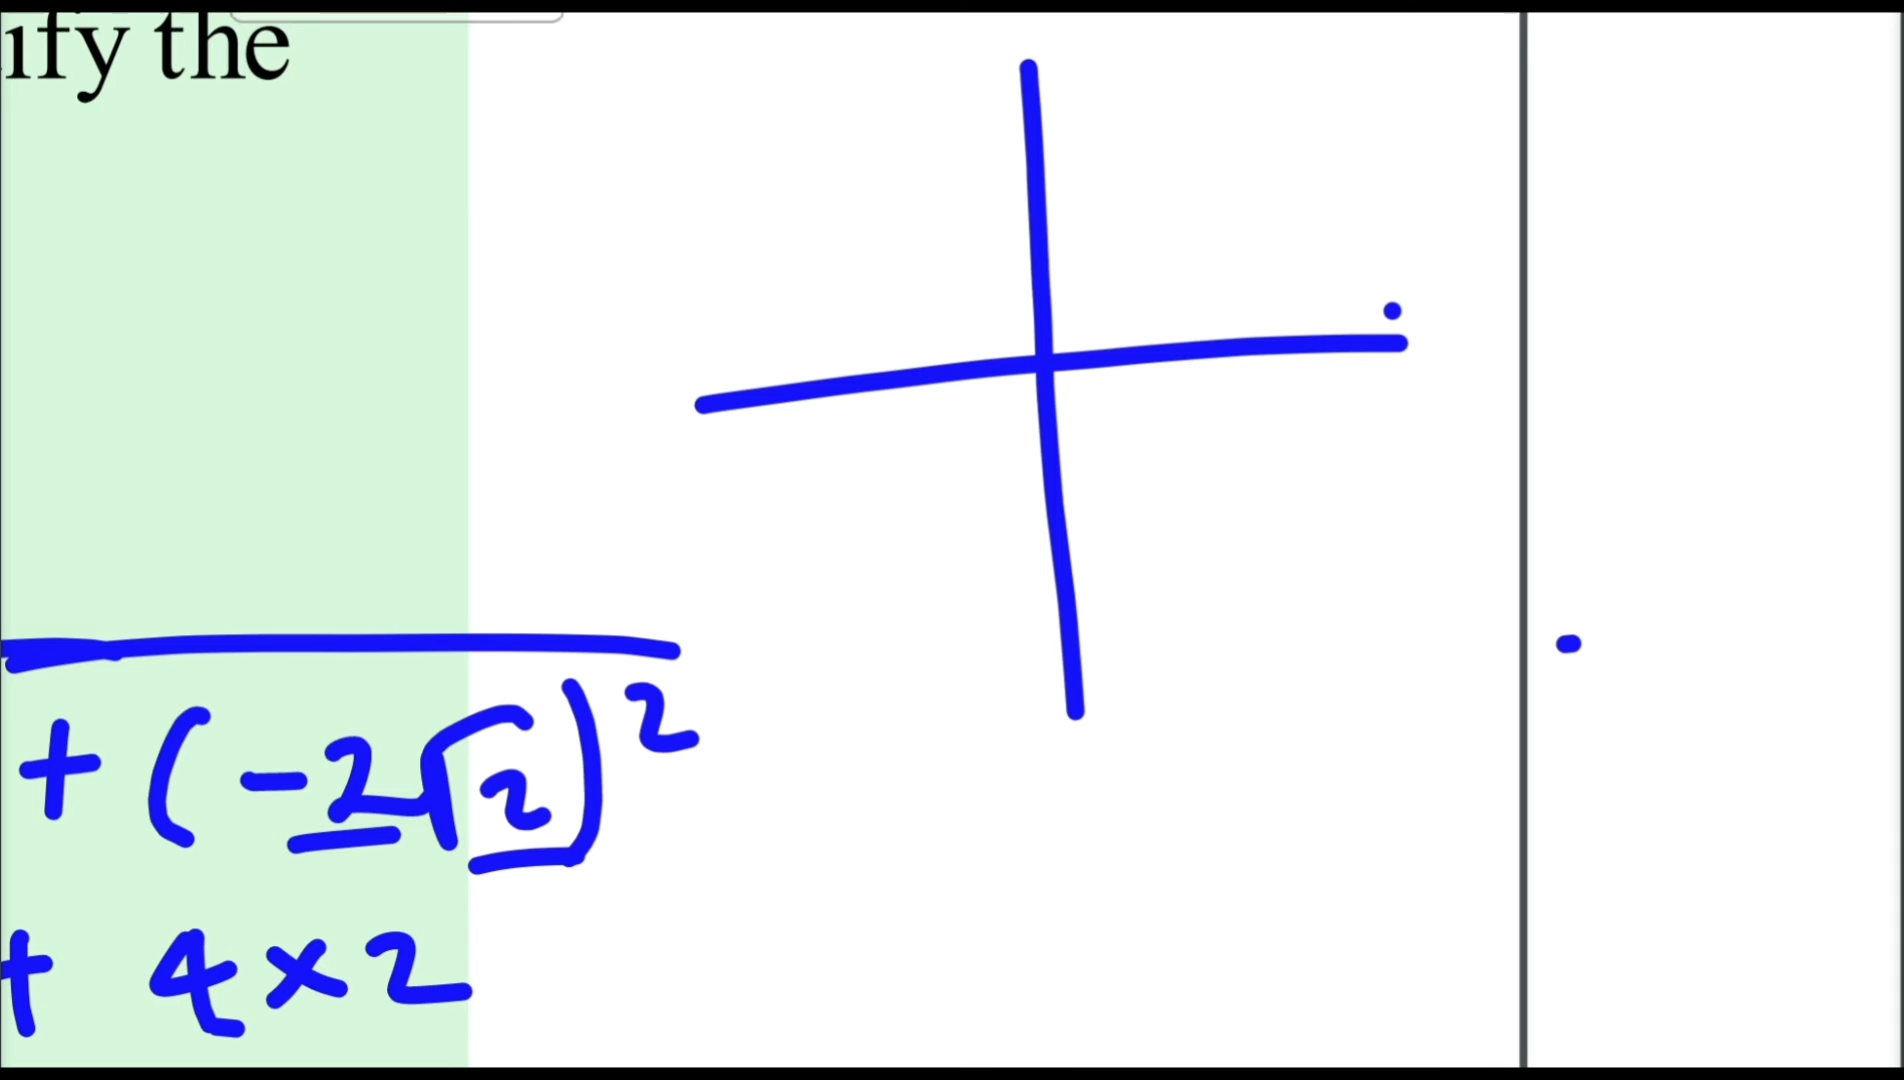 ify the
+ (-2√2)²
+ 4×2